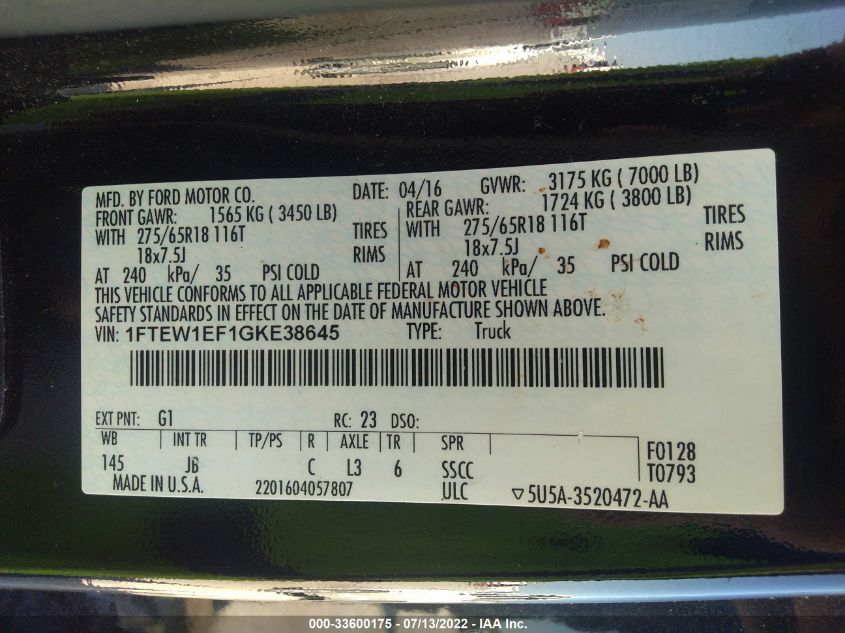 MFD. BY FORD MOTOR CO. DATE: 04/16 GVWR: 3175 KG ( 7000 LB)
FRONT GAWR: 1565 KG ( 3450 LB) REAR GAWR: 1724 KG ( 3800 LB)
WITH 275/65R18 116T TIRES WITH 275/65R18 116T TIRES
18x7.5J RIMS 18x7.5J RIMS
AT 240 kPa/ 35 PSI COLD AT 240 kPa/ 35 PSI COLD
THIS VEHICLE CONFORMS TO ALL APPLICABLE FEDERAL MOTOR VEHICLE
SAFETY STANDARDS IN EFFECT ON THE DATE OF MANUFACTURE SHOWN ABOVE.
VIN: 1FTEW1EF1GKE38645 TYPE: Truck
EXT PNT: G1 RC: 23 DSO:
WB INT TR TP/PS R AXLE TR SPR F0128
145 JB C L3 6 SSCC T0793
MADE IN U.S.A. 2201604057807 ULC ▽5U5A-3520472-AA
000-33600175 - 07/13/2022 - IAA Inc.